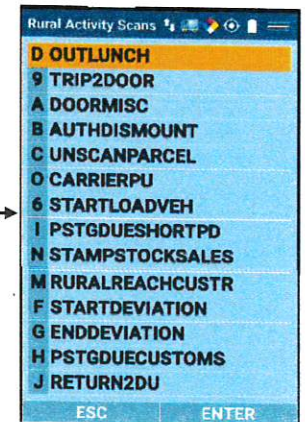 Rural Activity Scans
D OUTLUNCH
9 TRIP2DOOR
A DOORMISC
B AUTHDISMOUNT
C UNSCANPARCEL
O CARRIERPU
6 STARTLOADVEH
I PSTGDUESHORTPD
N STAMPSTOCKSALES
M RURALREACHCUSTR
F STARTDEVIATION
G ENDDEVIATION
H PSTGDUECUSTOMS
J RETURN2DU
ESC ENTER